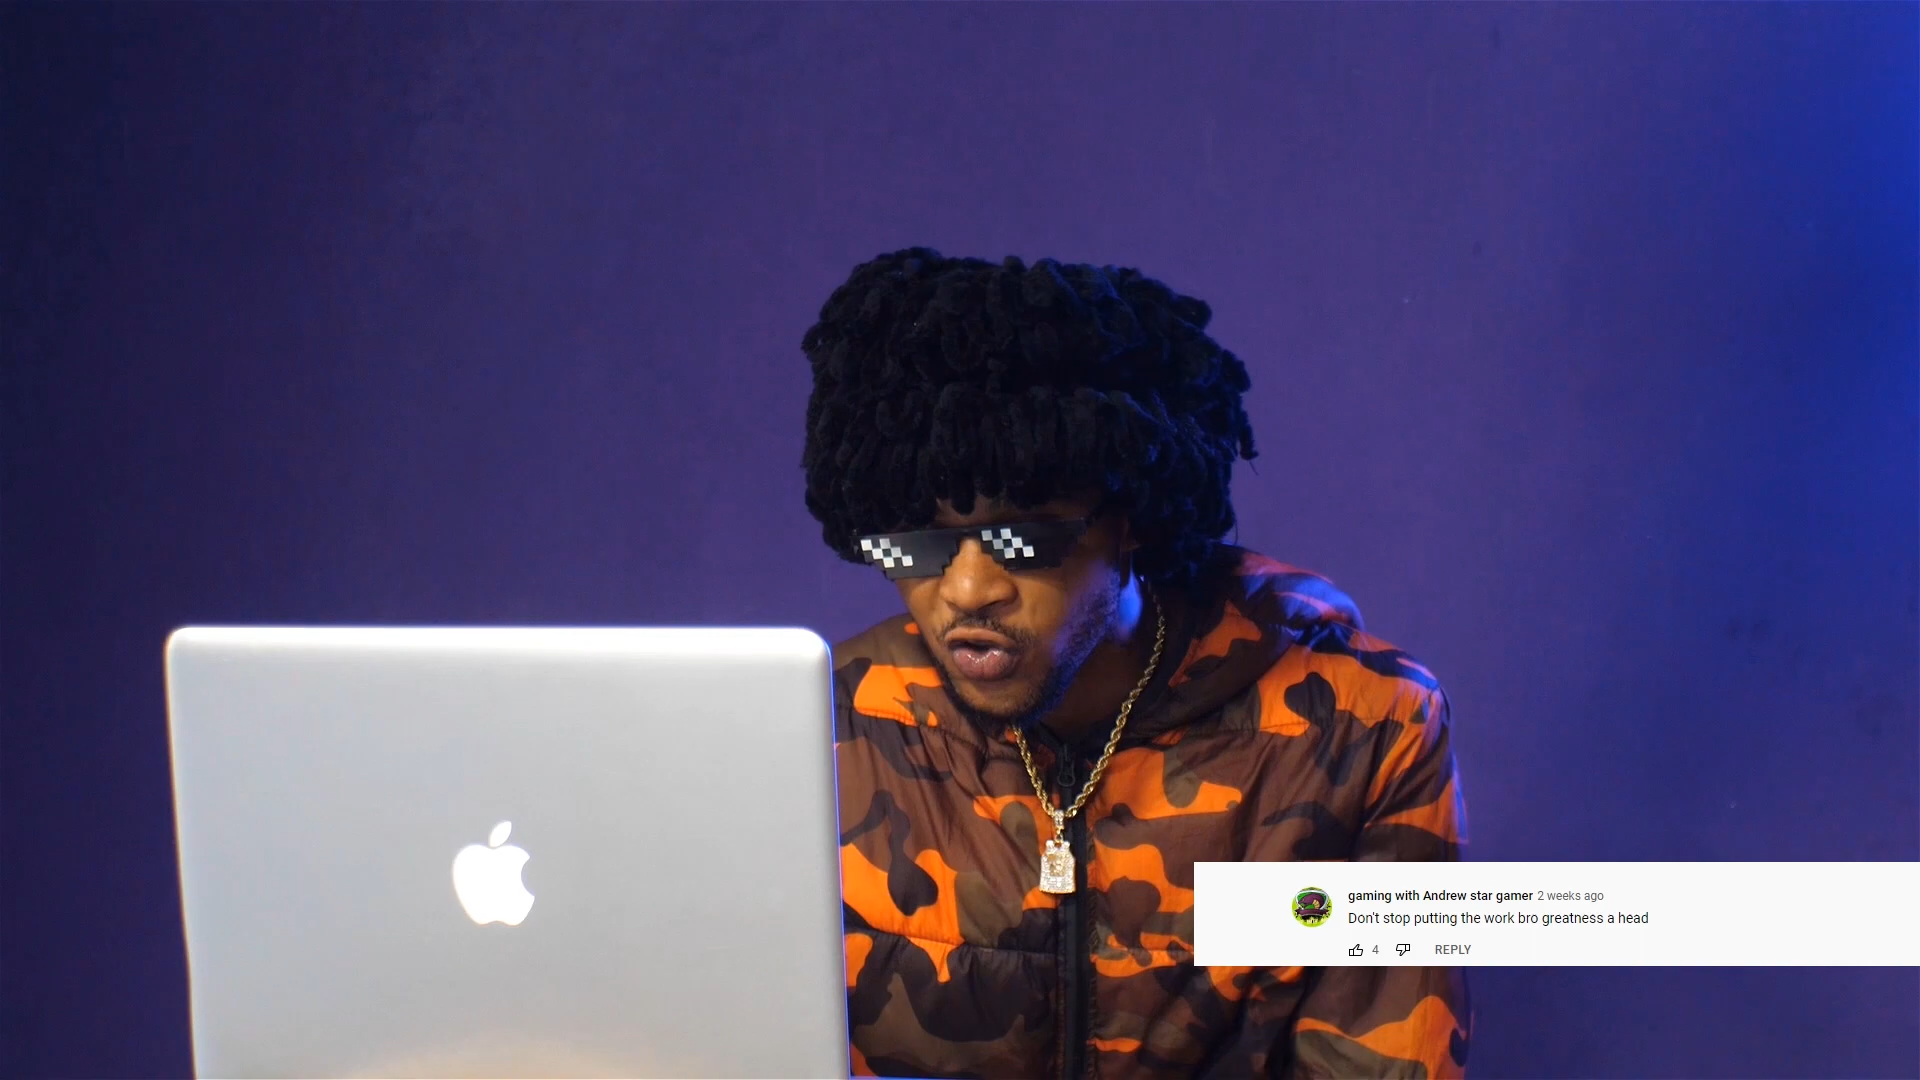 gaming with Andrew star gamer 2 weeks ago
Don't stop putting the work bro greatness a head
4 REPLY